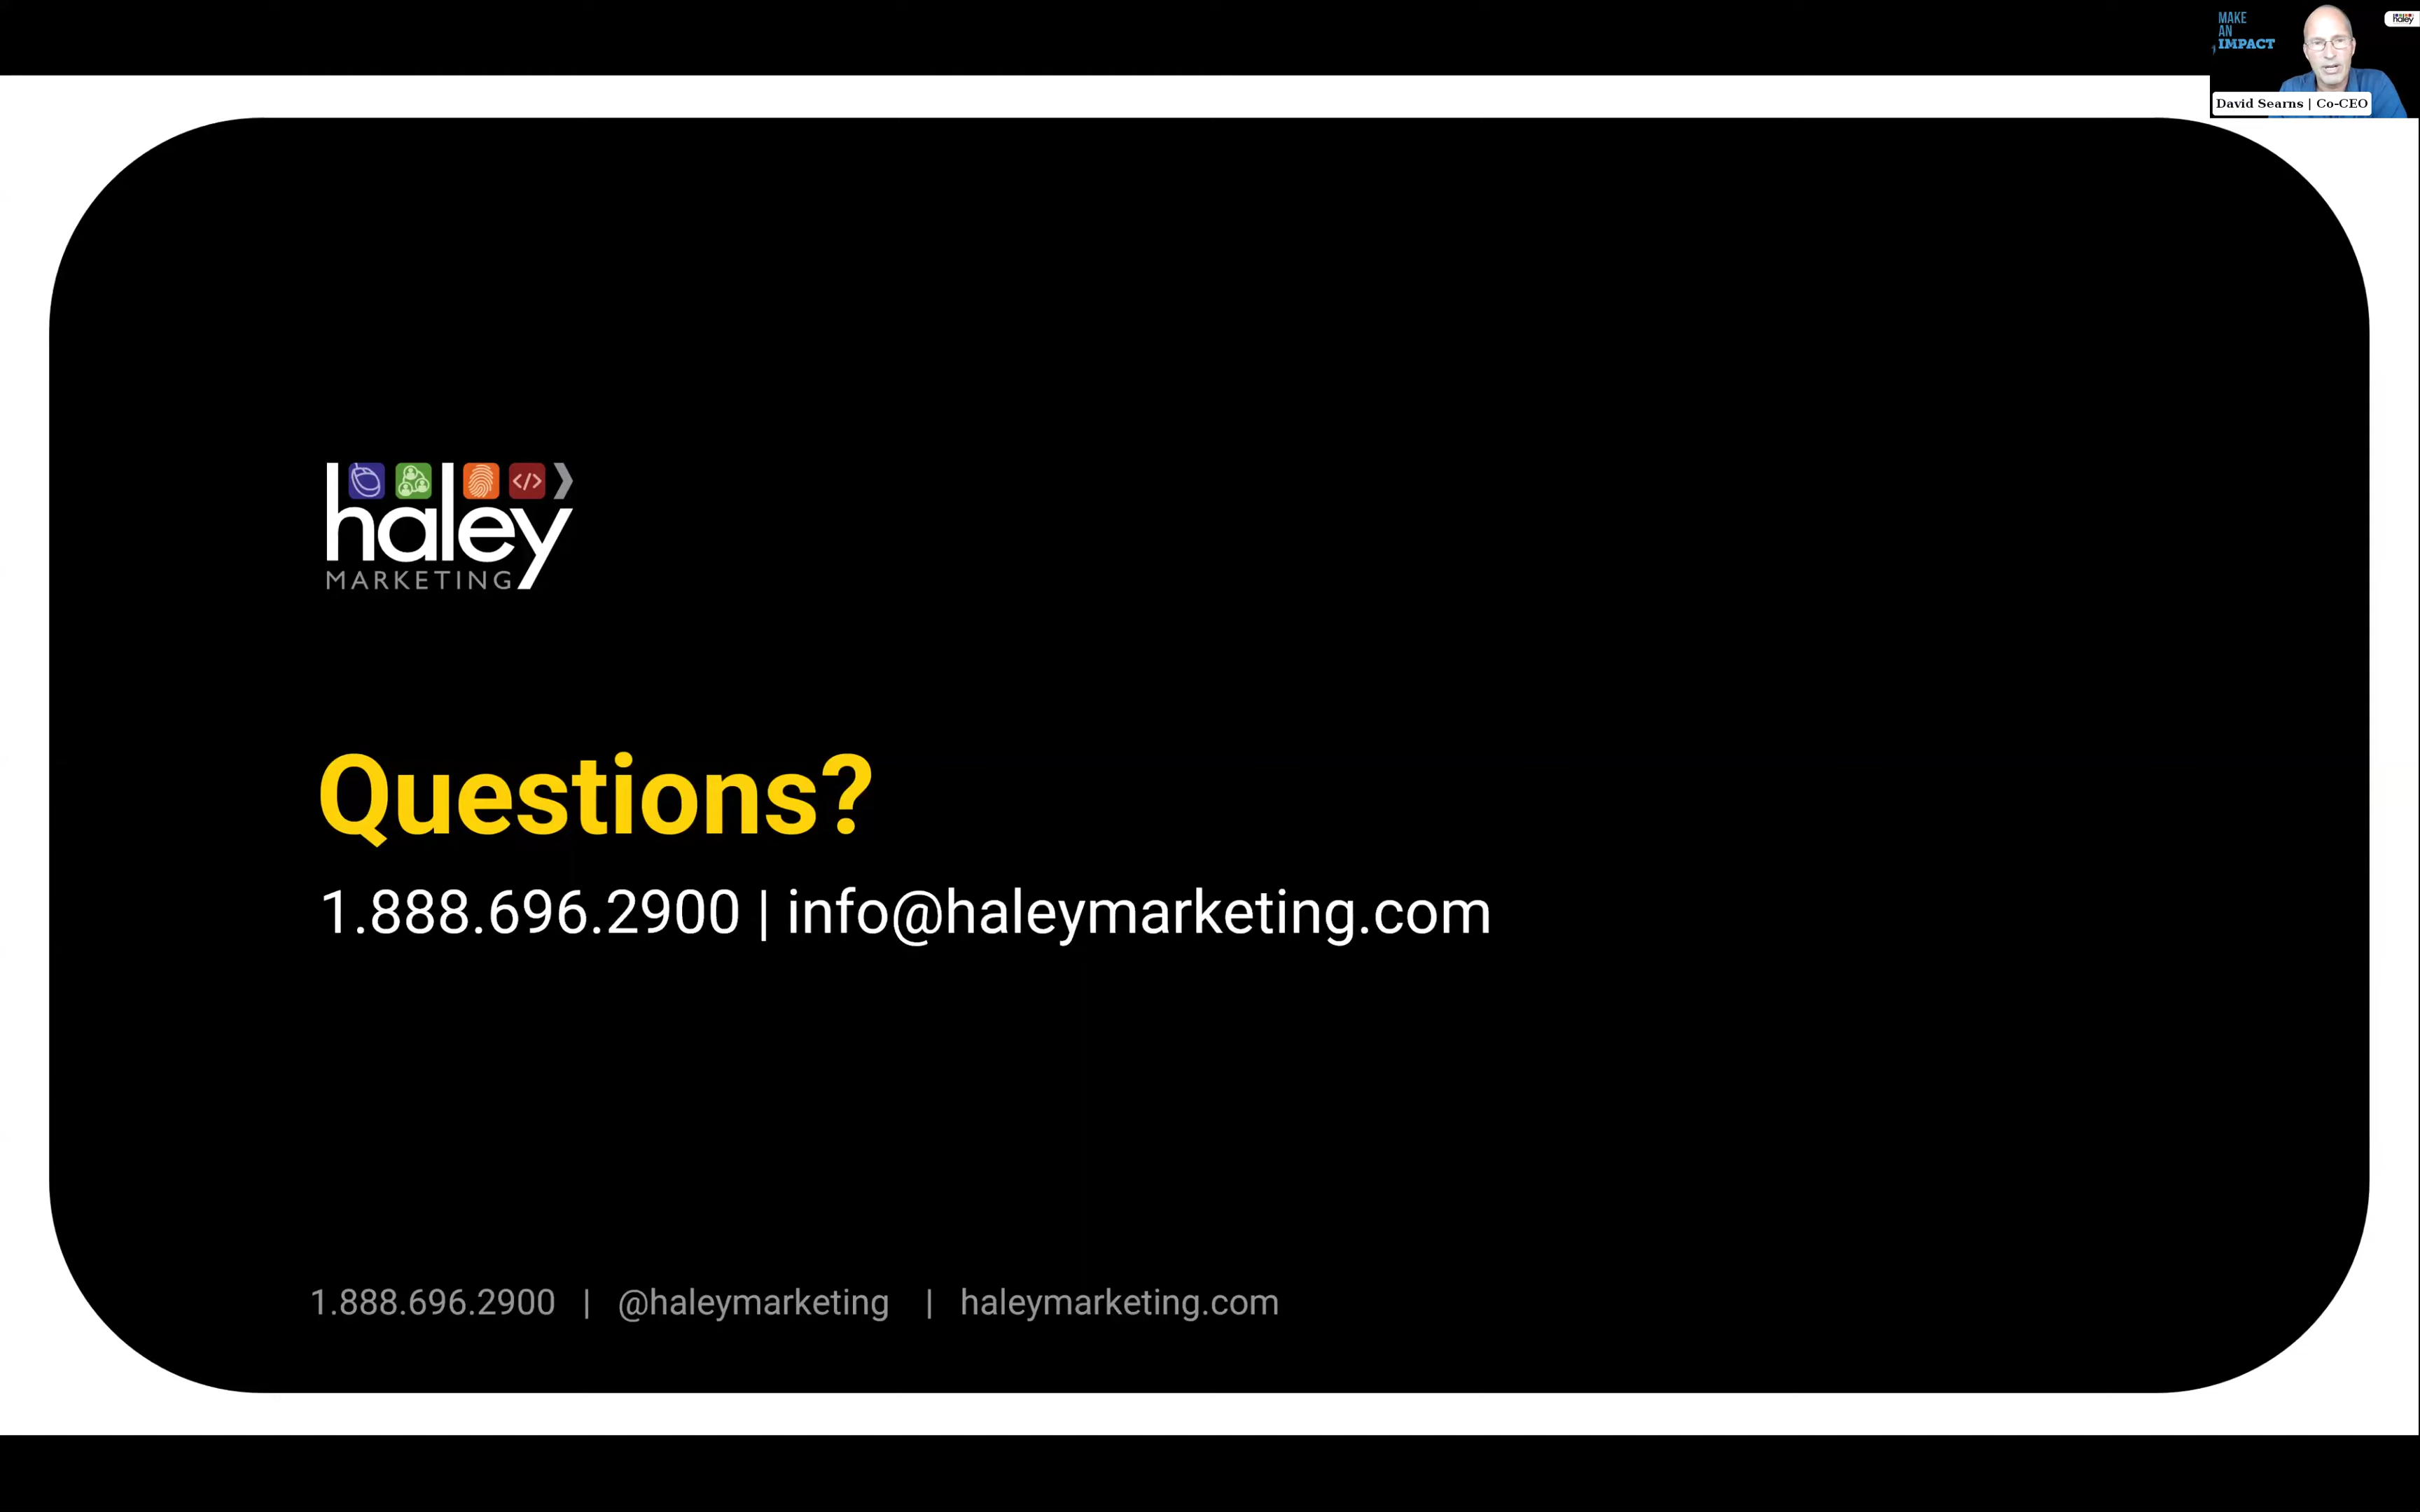 MAKE
AN
IMPACT
haley
David Searns | Co-CEO
</>
haley
MARKETING
Questions?
1.888.696.2900 | info@haleymarketing.com
1.888.696.2900 | @haleymarketing | haleymarketing.com